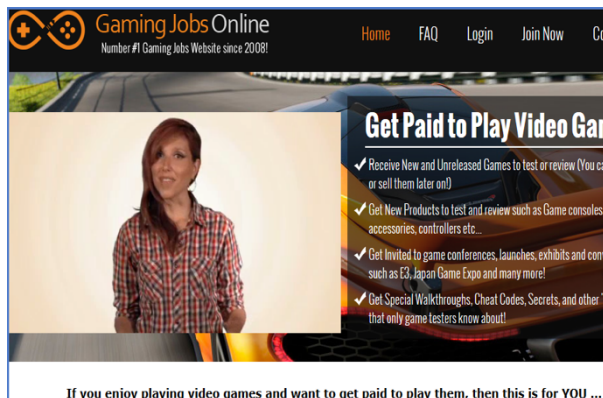 Gaming Jobs Online
Number #1 Gaming Jobs Website since 2008!
Home FAQ Login Join Now Co
Get Paid to Play Video Gam
Receive New and Unreleased Games to test or review (You ca
or sell them later on!)
Get New Products to test and review such as Game consoles
accessories, controllers etc...
Get Invited to game conferences, launches, exhibits and con
such as E3, Japan Game Expo and many more!
Get Special Walkthroughs, Cheat Codes, Secrets, and other T
that only game testers know about!
If you enjoy playing video games and want to get paid to play them, then this is for YOU ...